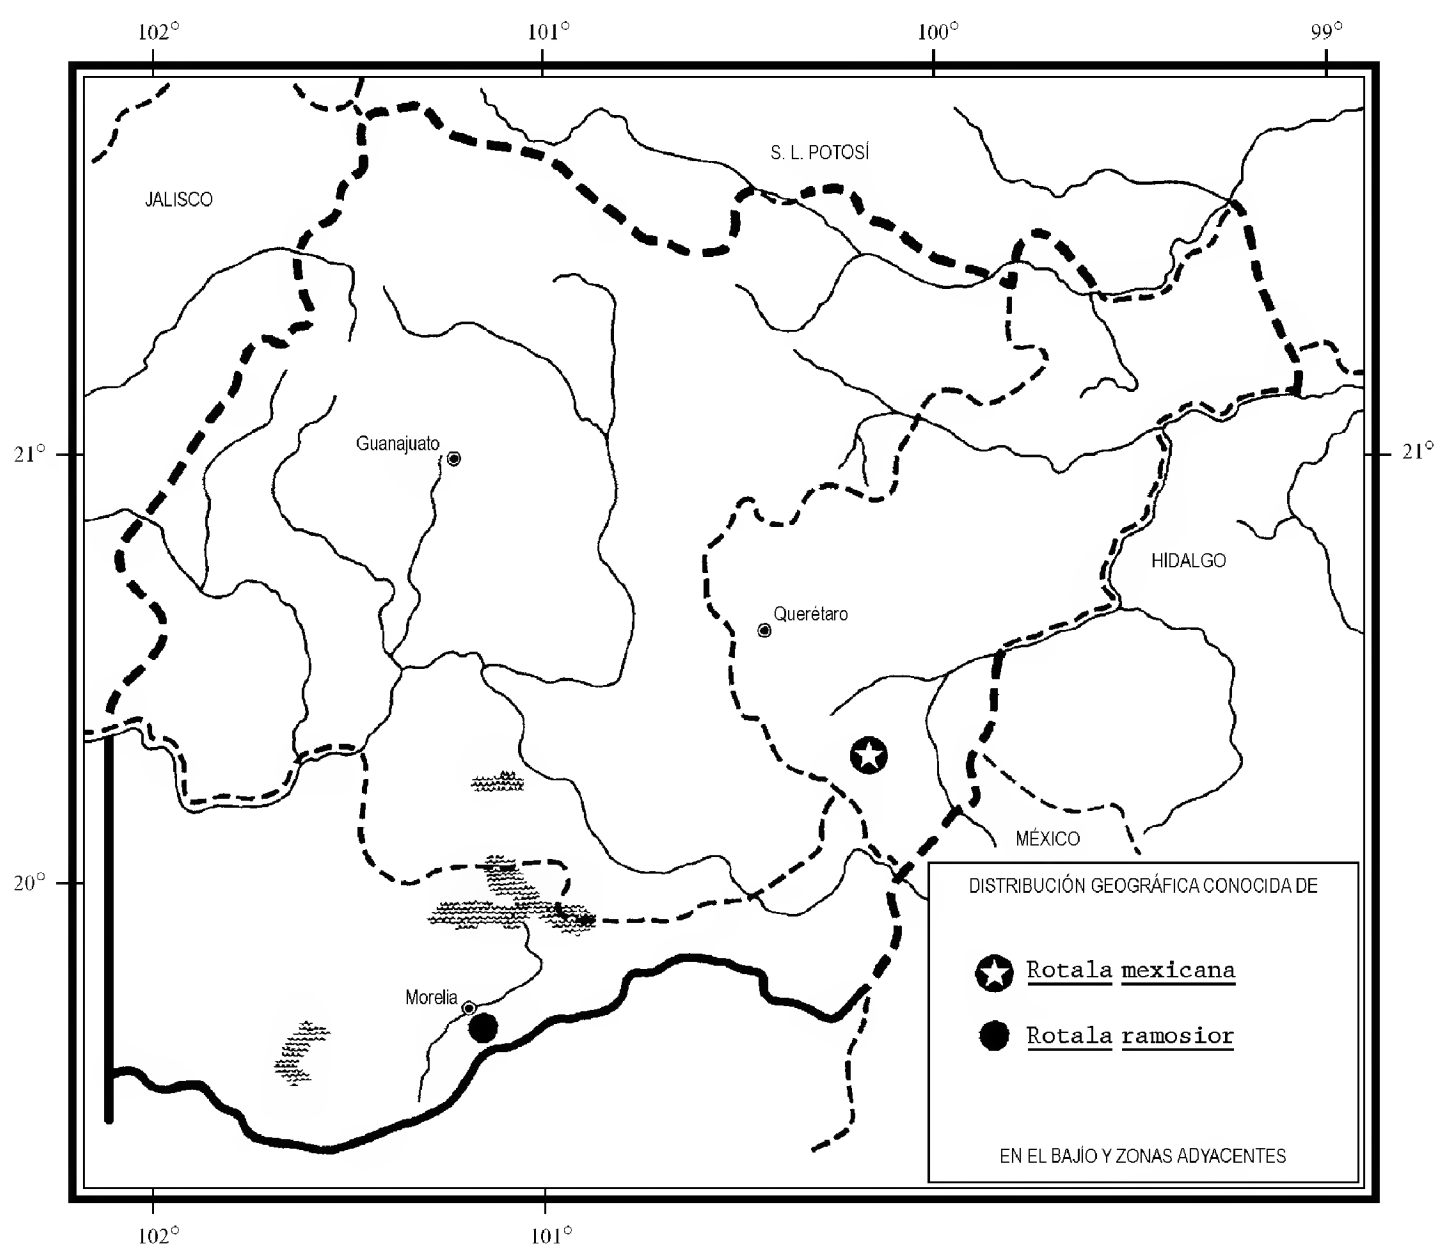 102° 101° 100° 99°
S. L. POTOSÍ
JALISCO
Guanajuato
21° 21°
HIDALGO
Querétaro
MÉXICO
20°
DISTRIBUCIÓN GEOGRÁFICA CONOCIDA DE
Rotala mexicana
Morelia
Rotala ramosior
EN EL BAJÍO Y ZONAS ADYACENTES
102° 101°